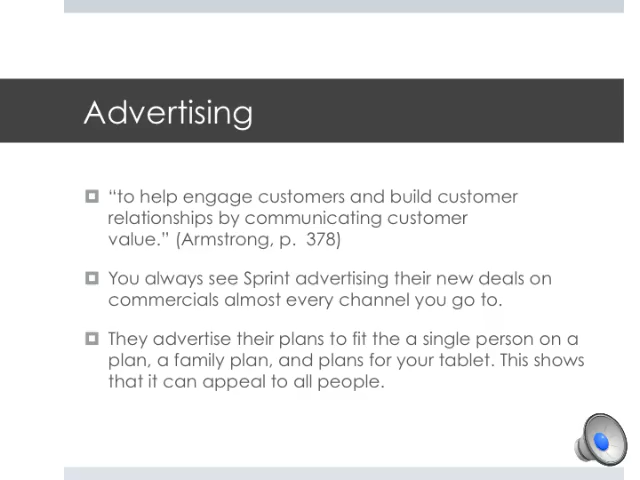 Advertising
“to help engage customers and build customer
relationships by communicating customer
value.” (Armstrong, p.  378)
You always see Sprint advertising their new deals on
commercials almost every channel you go to.
They advertise their plans to fit the a single person on a
plan, a family plan, and plans for your tablet. This shows
that it can appeal to all people.